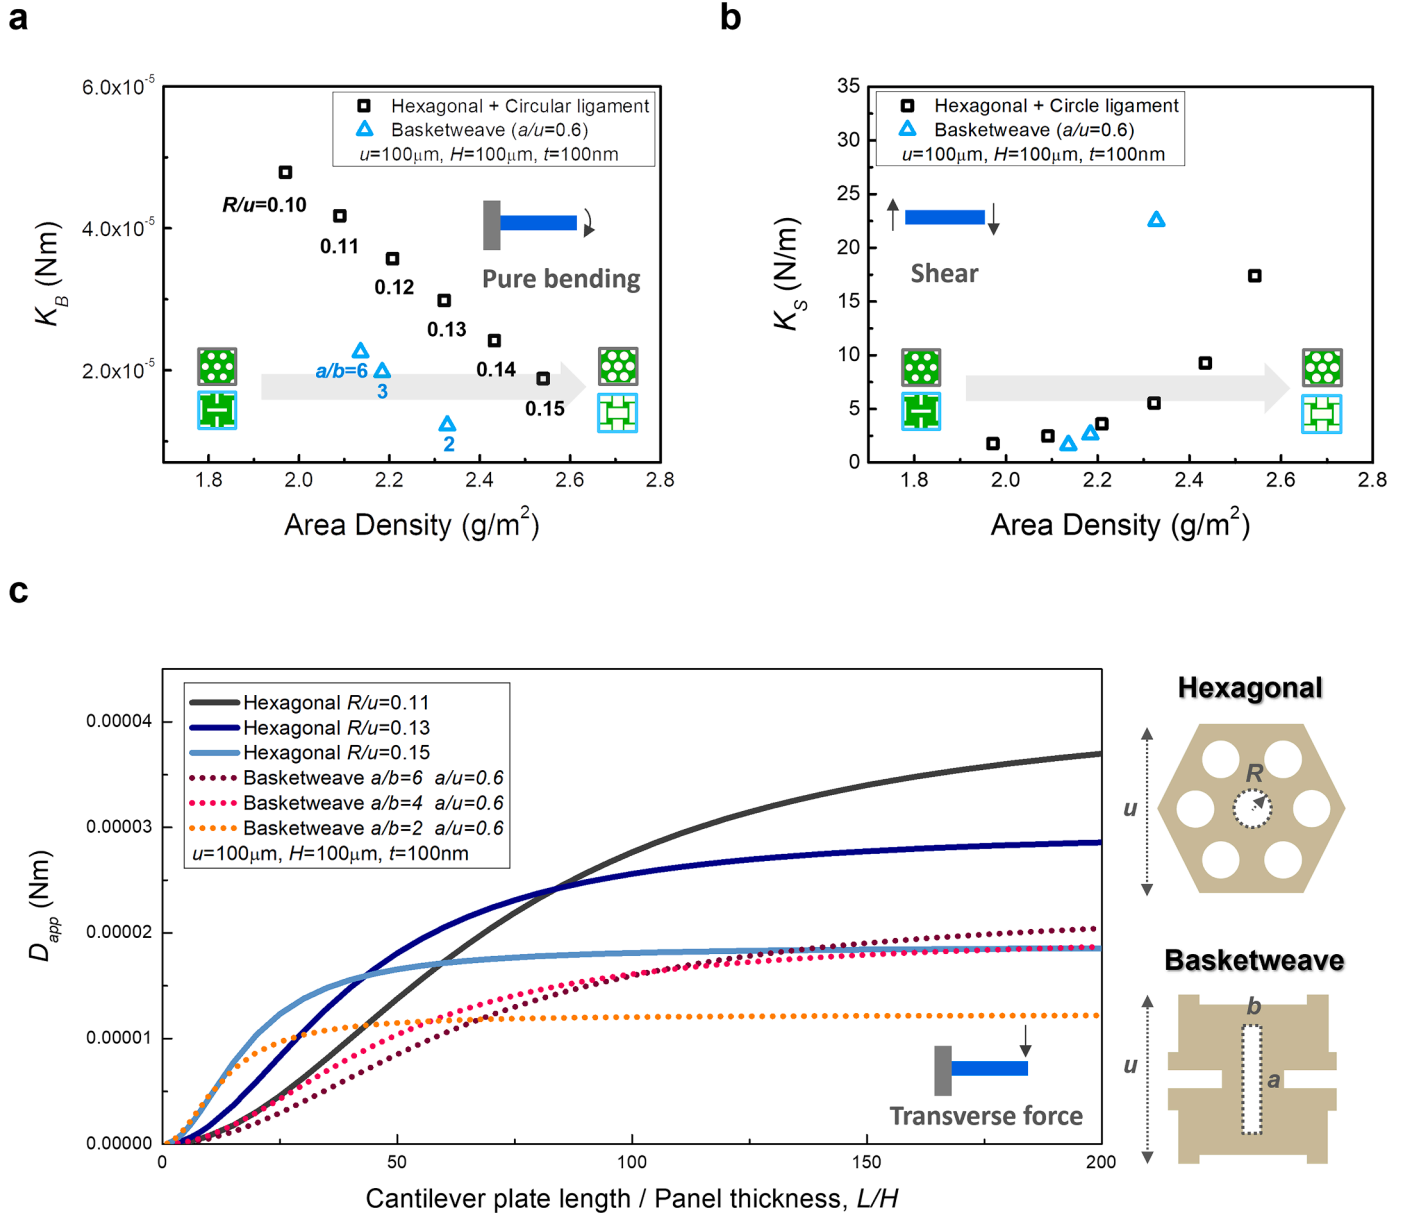 a
6.0x10⁻⁵
4.0x10⁻⁵
2.0x10⁻⁵
K_B (Nm)
Hexagonal + Circular ligament
Basketweave (a/u=0.6)
u=100μm, H=100μm, t=100nm
R/u=0.10
0.11
0.12
0.13
0.14
0.15
Pure bending
a/b=6
3
2
1.8
2.0
2.2
2.4
2.6
2.8
Area Density (g/m²)
b
35
30
25
20
15
10
5
0
K_S (N/m)
Hexagonal + Circle ligament
Basketweave (a/u=0.6)
u=100μm, H=100μm, t=100nm
Shear
1.8
2.0
2.2
2.4
2.6
2.8
Area Density (g/m²)
c
0.00004
0.00003
0.00002
0.00001
0.00000
D_app (Nm)
Hexagonal R/u=0.11
Hexagonal R/u=0.13
Hexagonal R/u=0.15
Basketweave a/b=6 a/u=0.6
Basketweave a/b=4 a/u=0.6
Basketweave a/b=2 a/u=0.6
u=100μm, H=100μm, t=100nm
Transverse force
0
50
100
150
200
Cantilever plate length / Panel thickness, L/H
Hexagonal
R
u
Basketweave
b
u
a